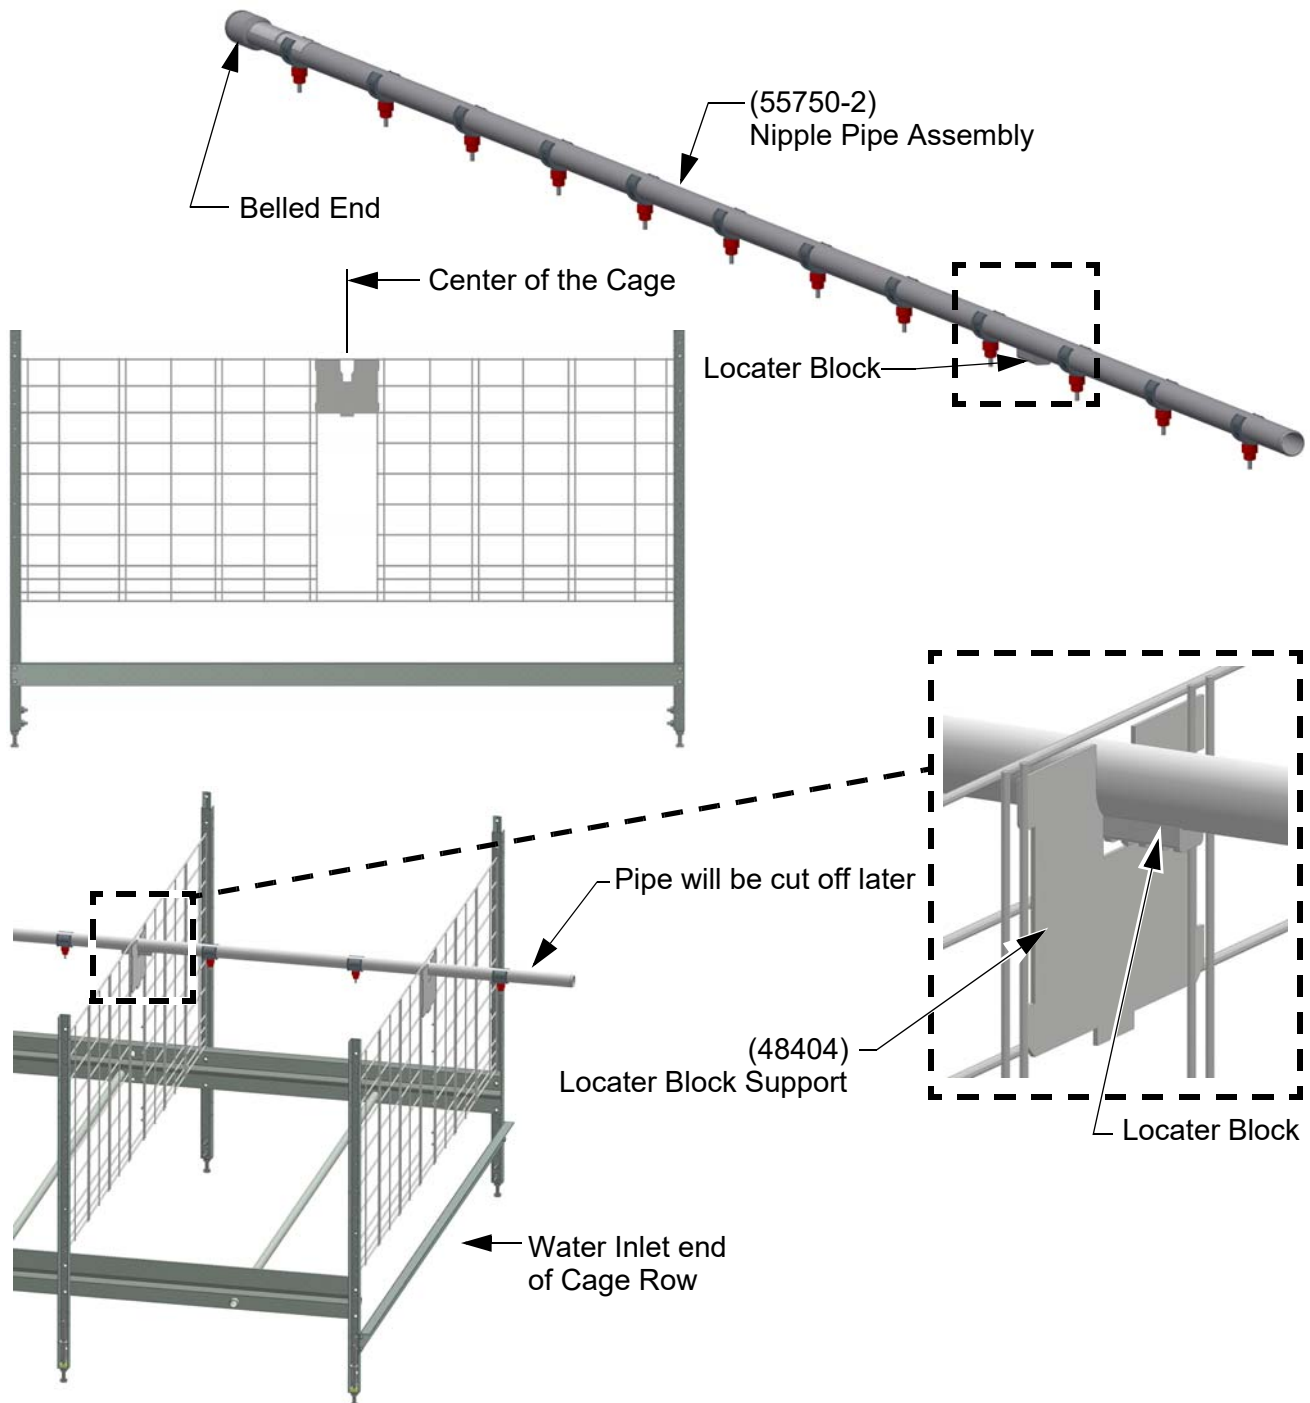 (55750-2)
Nipple Pipe Assembly
Belled End
Center of the Cage
Locater Block
Pipe will be cut off later
(48404)
Locater Block Support
Locater Block
Water Inlet end
of Cage Row